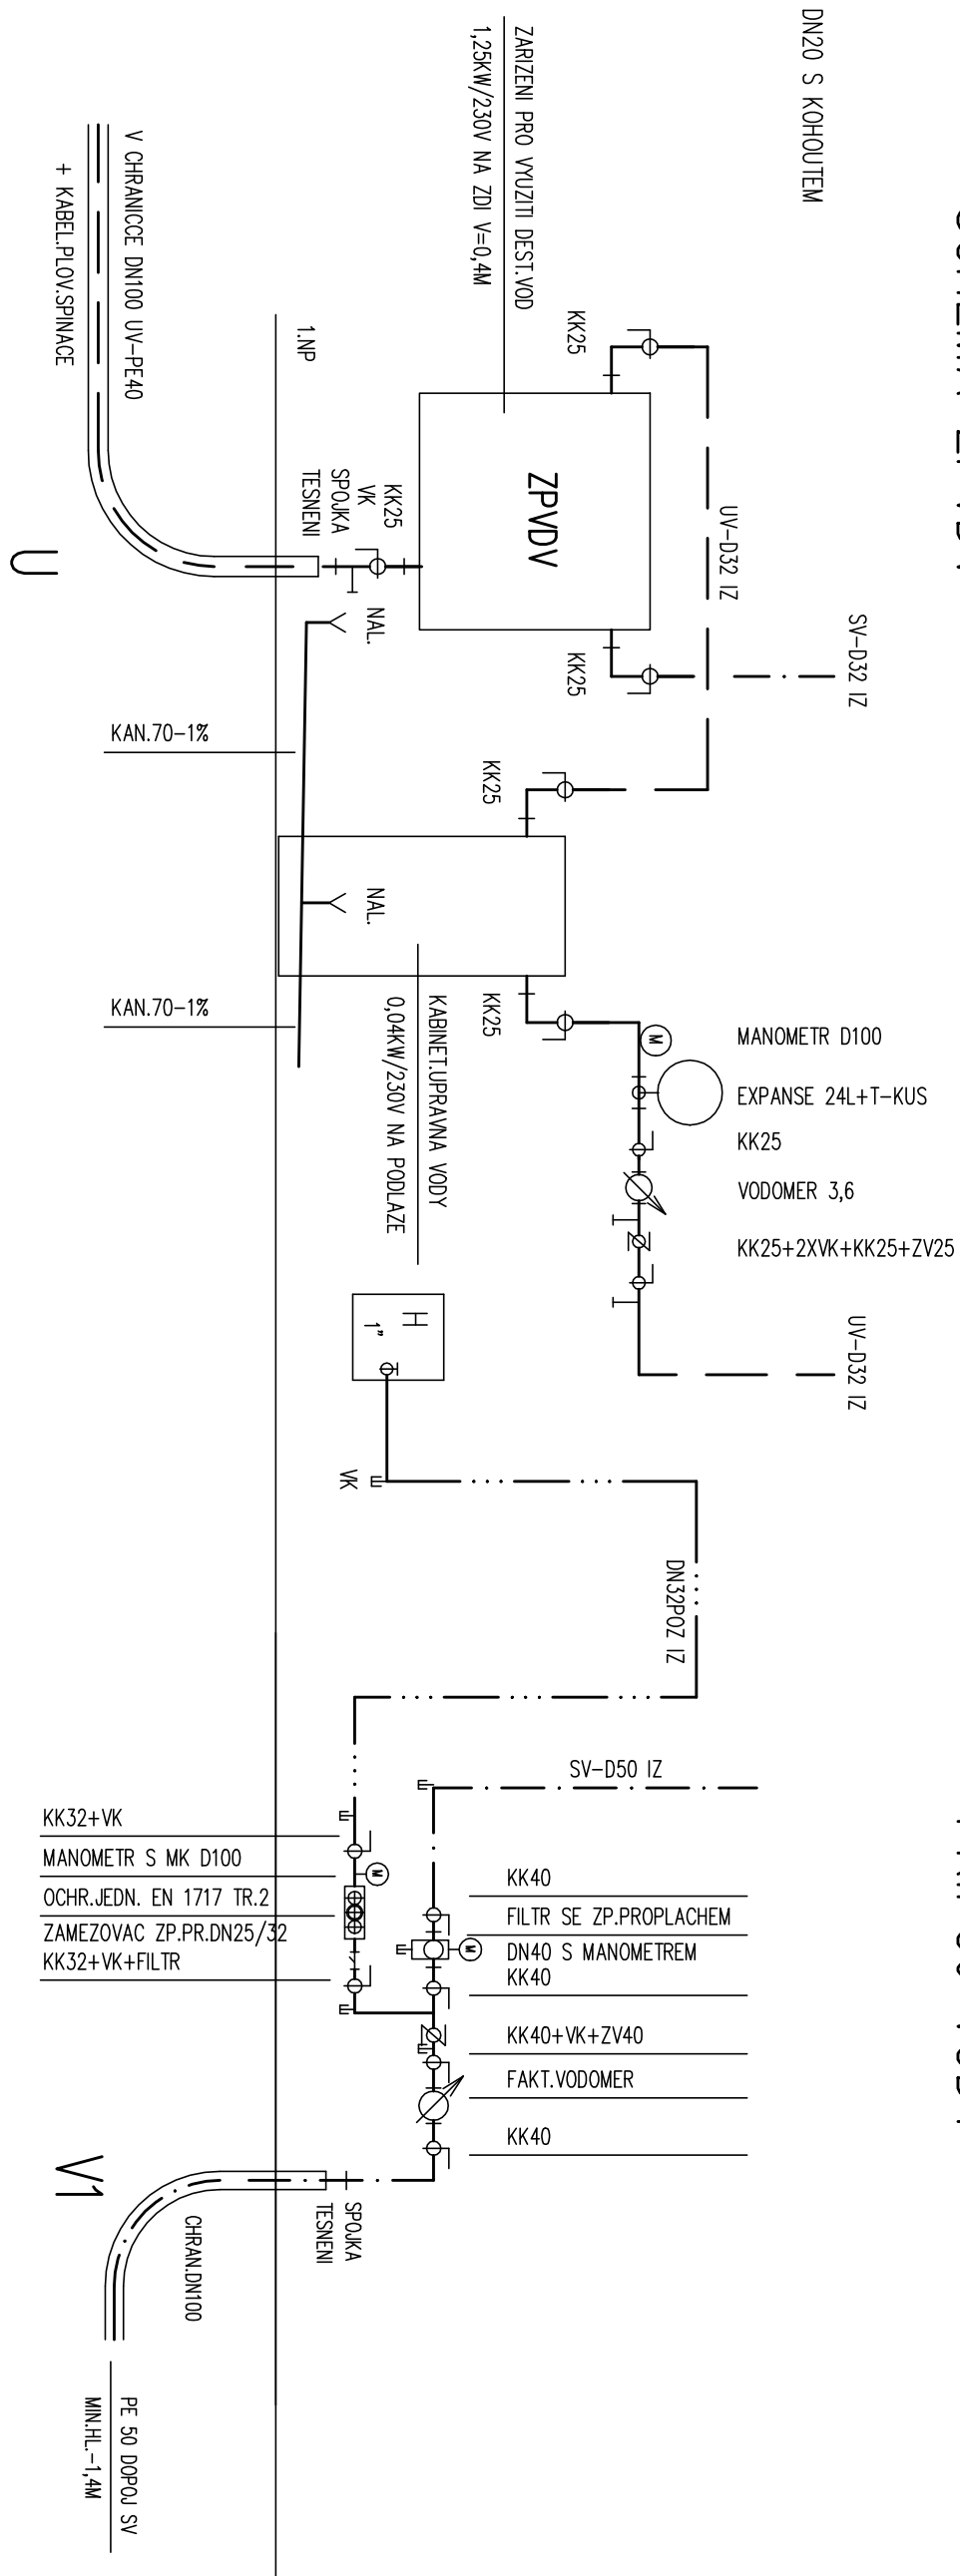 DN20 S KOHOUTEM
ZARIZENI PRO VYUZITI DEST.VOD
1,25KW/230V NA ZDI V=0,4M
V CHRANICCE DN100 UV-PE40
+ KABEL.PLOV.SPINACE
1.NP
KK25
ZPVDV
UV-D32 IZ
SV-D32 IZ
KK25
VK
SPOJKA
TESNENI
U
NAL.
KK25
KAN.70-1%
KK25
NAL.
KAN.70-1%
KK25
KABINET.UPRAVNA VODY
0,04KW/230V NA PODLAZE
M
MANOMETR D100
EXPANSE 24L+T-KUS
KK25
VODOMER 3,6
KK25+2XVK+KK25+ZV25
UV-D32 IZ
H
1"
VK
DN32POZ IZ
SV-D50 IZ
KK32+VK
MANOMETR S MK D100
OCHR.JEDN. EN 1717 TR.2
ZAMEZOVAC ZP.PR.DN25/32
KK32+VK+FILTR
M
M
KK40
FILTR SE ZP.PROPLACHEM
DN40 S MANOMETREM
KK40
KK40+VK+ZV40
FAKT.VODOMER
KK40
V1
SPOJKA
TESNENI
CHRAN.DN100
PE 50 DOPOJ SV
MIN.HL.-1,4M